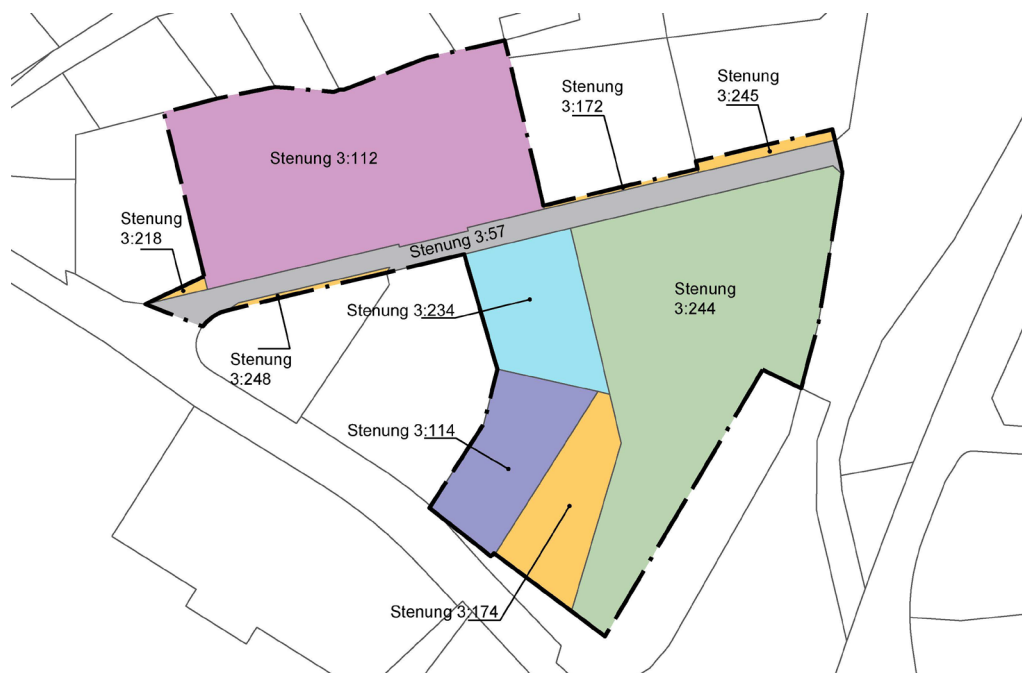 Stenung
3:245
Stenung
3:172
Stenung 3:112
Stenung
3:218
Stenung 3:57
Stenung
3:244
Stenung 3:234
Stenung
3:248
Stenung 3:114
Stenung 3:174